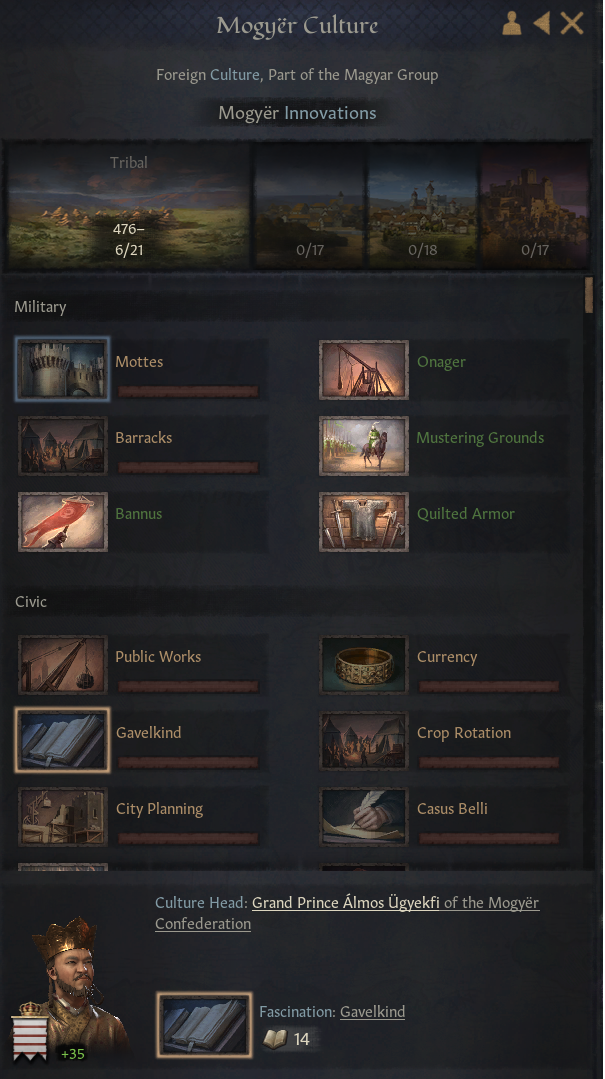 Mogyër Culture
Foreign Culture, Part of the Magyar Group
Mogyër Innovations
Tribal
476–
6/21
0/17
0/18
0/17
Military
Mottes
Onager
Barracks
Mustering Grounds
Bannus
Quilted Armor
Civic
Public Works
Currency
Gavelkind
Crop Rotation
City Planning
Casus Belli
Culture Head: Grand Prince Álmos Ügyekfi of the Mogyër
Confederation
Fascination: Gavelkind
14
+35